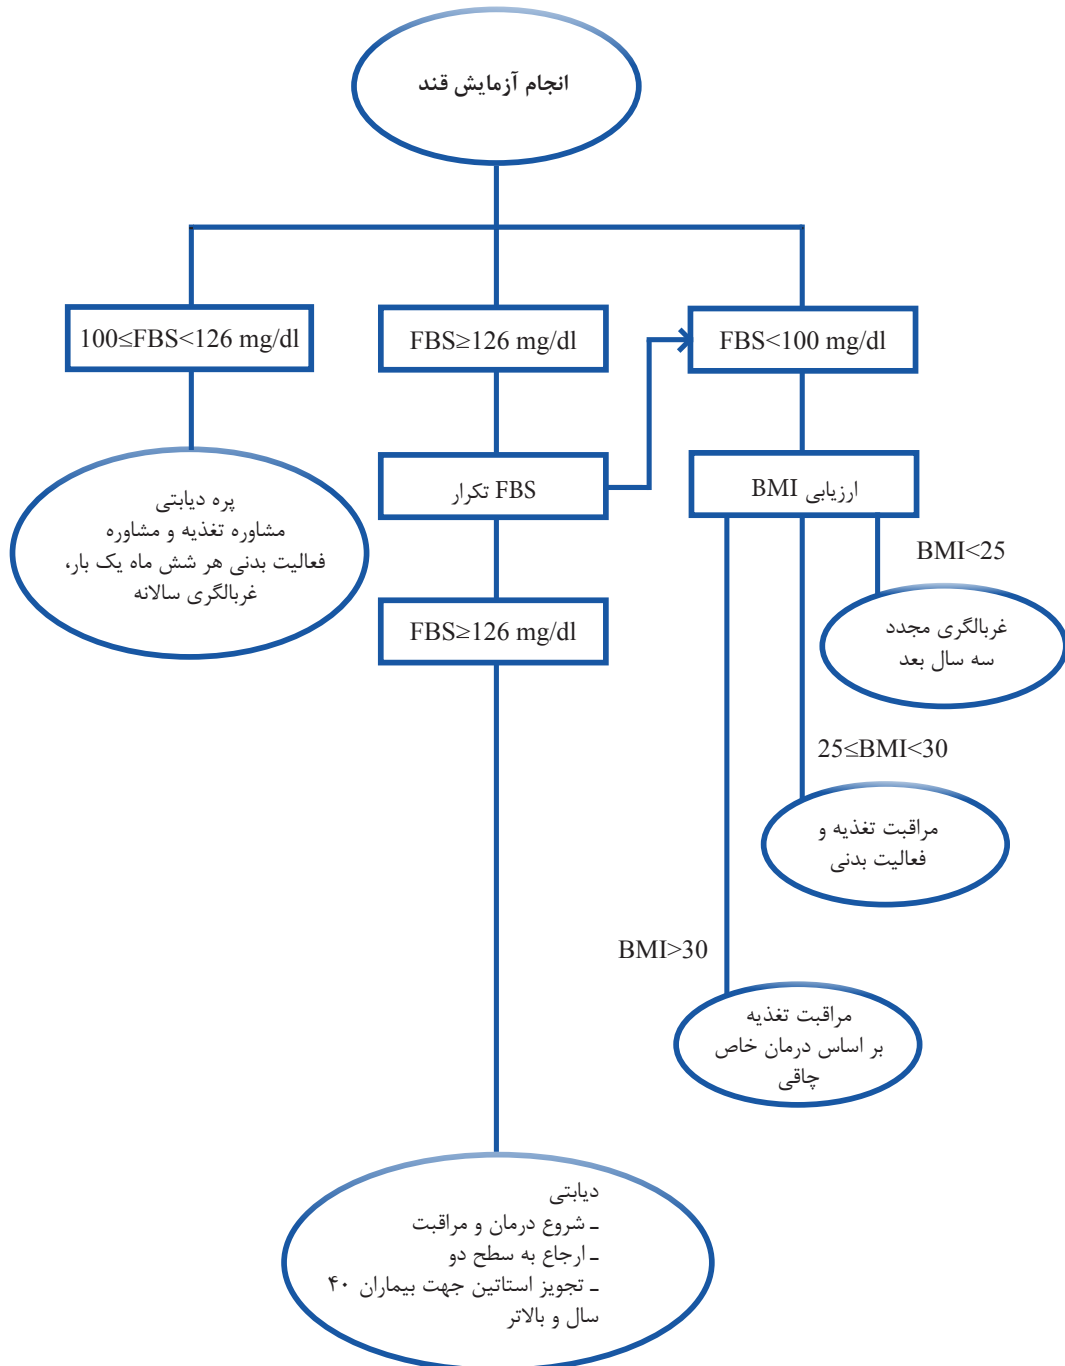 انجام آزمایش قند
100≤FBS<126 mg/dl
FBS≥126 mg/dl
FBS<100 mg/dl
پره دیابتی
مشاوره تغذیه و مشاوره
فعالیت بدنی هر شش ماه یک بار،
غربالگری سالانه
تکرار FBS
ارزیابی BMI
BMI<25
غربالگری مجدد
سه سال بعد
FBS≥126 mg/dl
25≤BMI<30
مراقبت تغذیه و
فعالیت بدنی
BMI>30
مراقبت تغذیه
بر اساس درمان خاص
چاقی
دیابتی
ـ شروع درمان و مراقبت
ـ ارجاع به سطح دو
ـ تجویز استاتین جهت بیماران ۴۰
سال و بالاتر